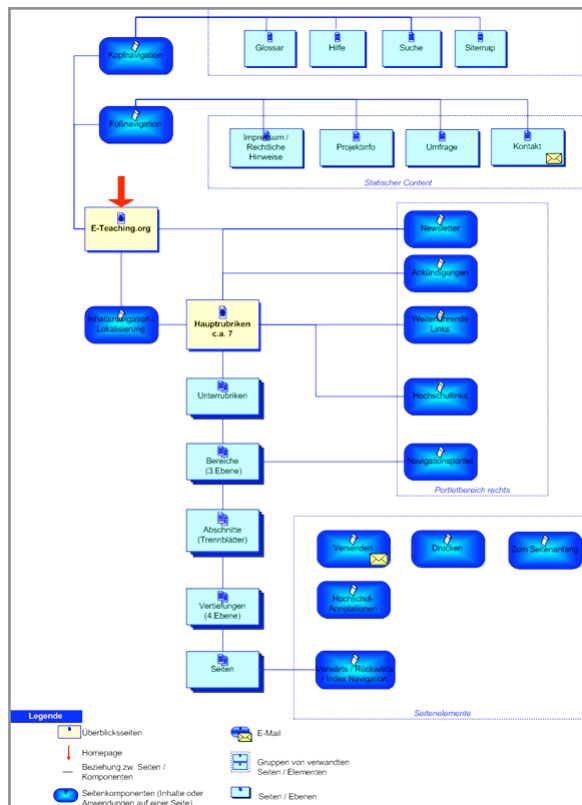 Kopfnavigation
Glossar
Hilfe
Suche
Sitemap
Fußnavigation
Impressum /
Rechtliche
Hinweise
Projektinfo
Umfrage
Kontakt
Statischer Content
E-Teaching.org
Newsletter
Ankündigungen
Inhaltsnavigation /
Lokalisierung
Hauptrubriken
c.a. 7
Weiterführende
Links
Unterrubriken
Hochschullinks
Bereiche
(3.Ebene)
Navigationsportlet
Portletbereich rechts
Abschnitte
(Trennblätter)
Versenden
Drucken
Zum Seitenanfang
Vertiefungen
(4.Ebene)
Hochschul-
Annotationen
Seiten
Vorwärts / Rückwärts
/ Index Navigation
Seitenelemente
Legende
Überblicksseiten
E-Mail
Homepage
Beziehung zw. Seiten /
Komponenten
Gruppen von verwandten
Seiten / Elementen
Seitenkomponenten (Inhalte oder
Anwendungen auf einer Seite)
Seiten / Ebenen